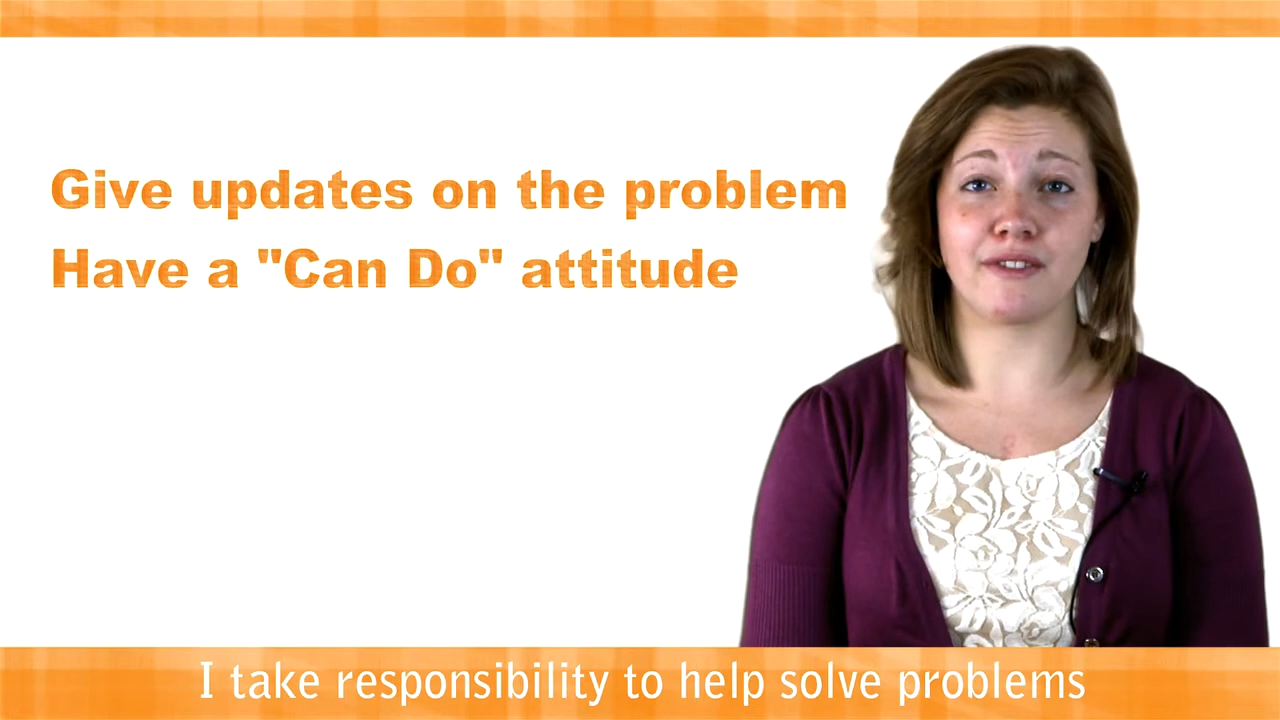 Give updates on the problem
Have a "Can Do" attitude
I take responsibility to help solve problems